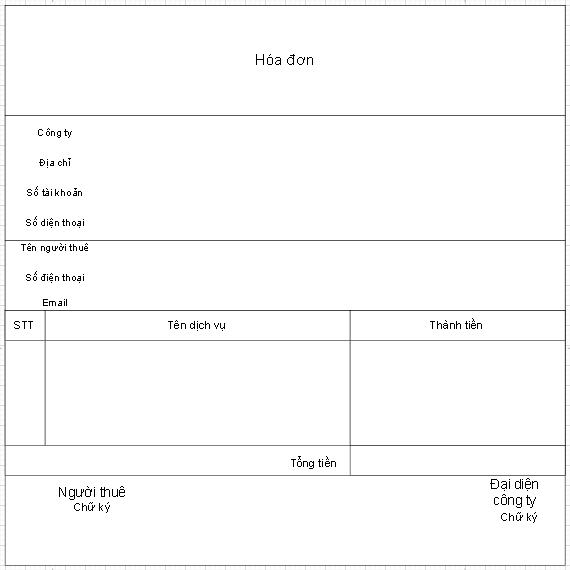 Hóa đơn
Công ty
Địa chỉ
Số tài khoản
Số diện thoại
Tên người thuê
Số điện thoại
Email
STT Tên dịch vụ Thành tiền
Tổng tiền
Người thuê
Chữ ký
Đại diện
công ty
Chữ ký